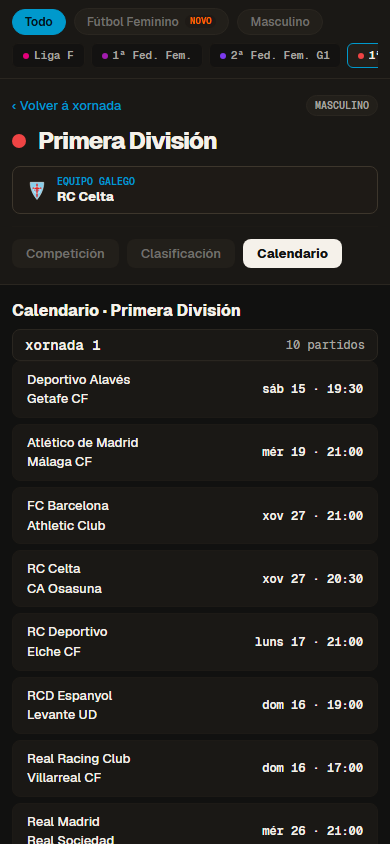 Todo Fútbol Feminino NOVO Masculino
Liga F 1ª Fed. Fem. 2ª Fed. Fem. G1
‹ Volver á xornada MASCULINO
Primera División
EQUIPO GALEGO
RC Celta
Competición Clasificación Calendario
Calendario · Primera División
xornada 1 10 partidos
Deportivo Alavés
Getafe CF
sáb 15 · 19:30
Atlético de Madrid
Málaga CF
mér 19 · 21:00
FC Barcelona
Athletic Club
xov 27 · 21:00
RC Celta
CA Osasuna
xov 27 · 20:30
RC Deportivo
Elche CF
luns 17 · 21:00
RCD Espanyol
Levante UD
dom 16 · 19:00
Real Racing Club
Villarreal CF
dom 16 · 17:00
Real Madrid
Real Sociedad
mér 26 · 21:00